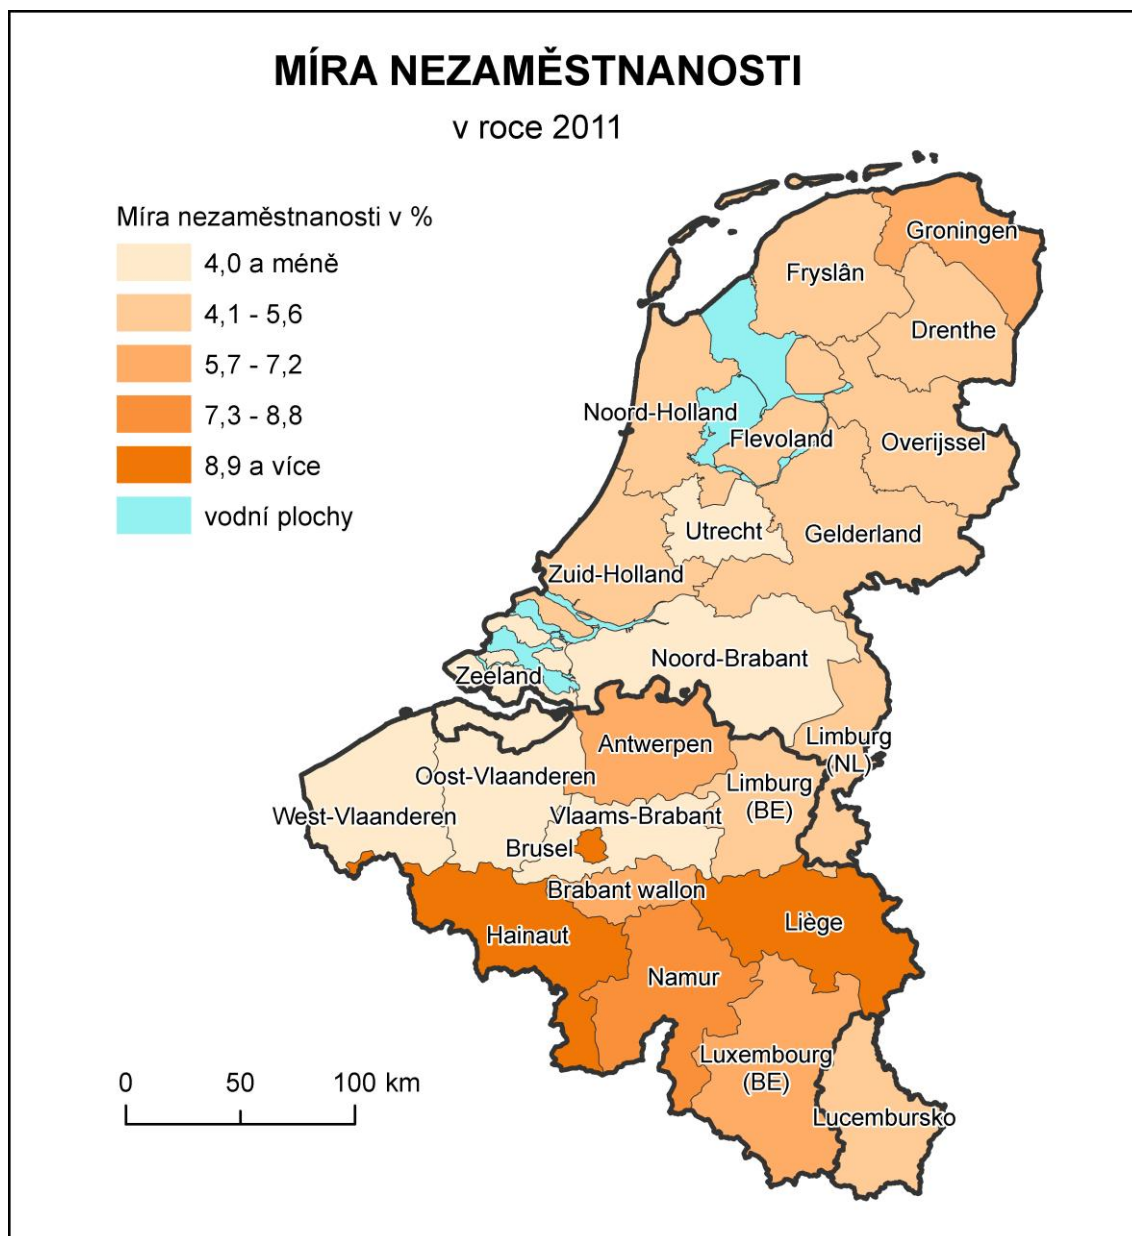 MÍRA NEZAMĚSTNANOSTI
v roce 2011
Míra nezaměstnanosti v %
4,0 a méně
4,1 - 5,6
5,7 - 7,2
7,3 - 8,8
8,9 a více
vodní plochy
Groningen
Fryslân
Drenthe
Noord-Holland
Flevoland
Overijssel
Utrecht
Gelderland
Zuid-Holland
Noord-Brabant
Zeeland
Limburg
(NL)
Antwerpen
Oost-Vlaanderen
Limburg
(BE)
West-Vlaanderen
Vlaams-Brabant
Brusel
Brabant wallon
Hainaut
Liège
Namur
Luxembourg
(BE)
Lucembursko
0 50 100 km